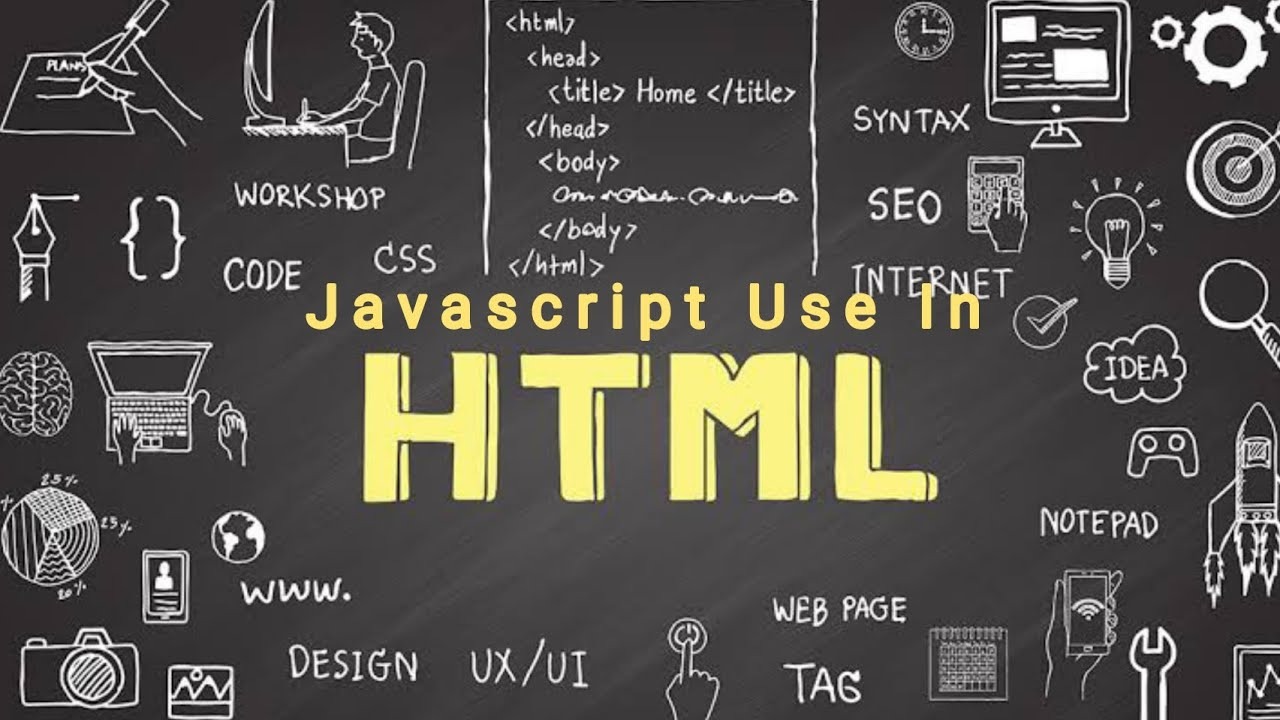 PLANS
<html>
<head>
<title> Home </title>
</head>
<body>
</body>
</html>
WORKSHOP
CODE
CSS
SYNTAX
SEO
INTERNET
Javascript Use In
HTML
IDEA
25%
25%
20%
NOTEPAD
www.
WEB PAGE
DESIGN
UX/UI
TAG